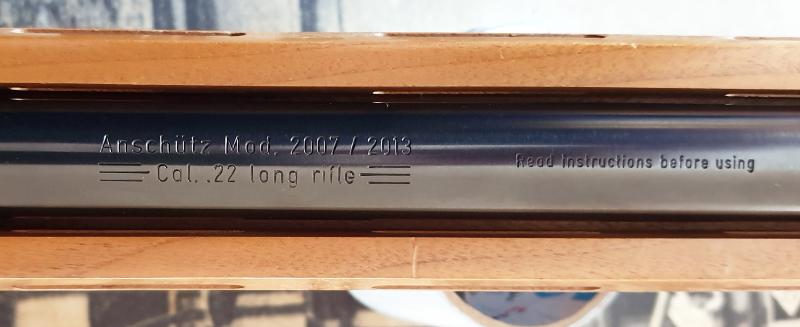 Anschütz Mod. 2007 / 2013
Cal. .22 long rifle
Read instructions before using